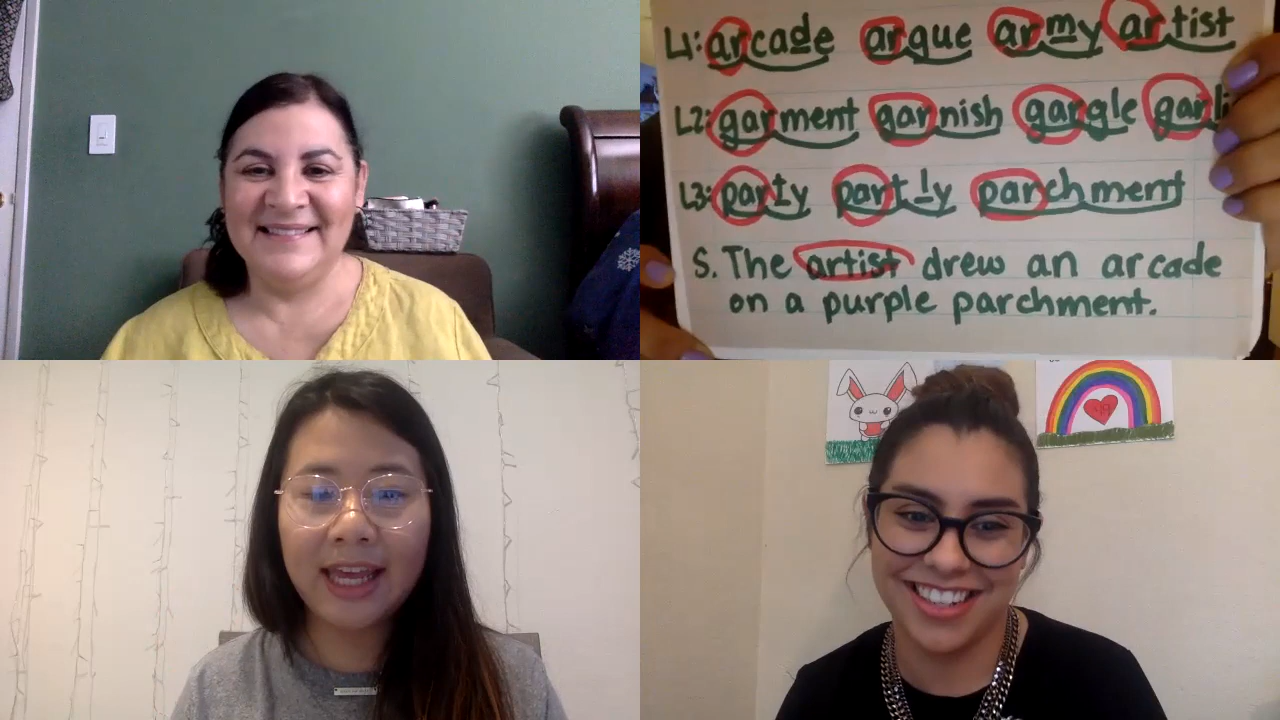 L1: arcade argue army artist
L2: garment garnish gargle
L3: party partly parchment
S. The artist drew an arcade
on a purple parchment.